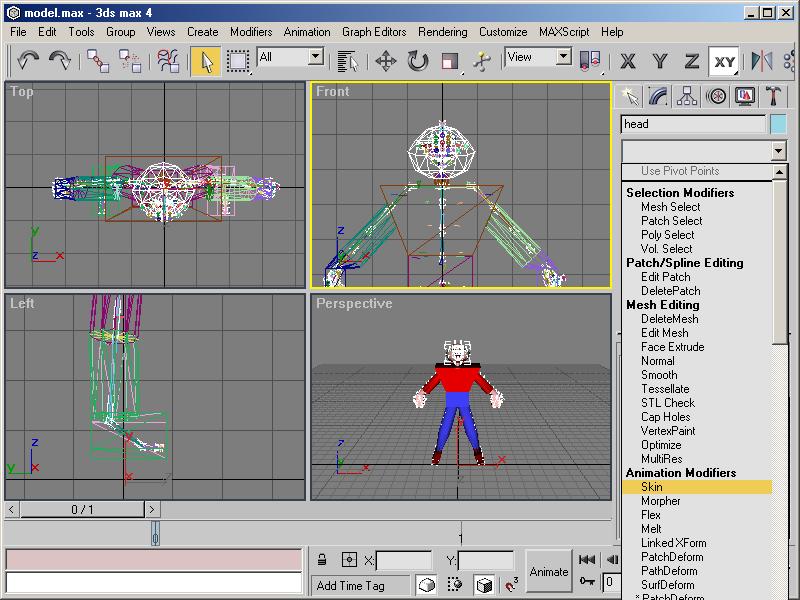 model.max - 3ds max 4
File Edit Tools Group Views Create Modifiers Animation Graph Editors Rendering Customize MAXScript Help
All
View
X Y Z XY
Top
Front
head
Use Pivot Points
Selection Modifiers
Mesh Select
Patch Select
Poly Select
Vol. Select
Patch/Spline Editing
Edit Patch
DeletePatch
Mesh Editing
DeleteMesh
Edit Mesh
Face Extrude
Normal
Smooth
Tessellate
STL Check
Cap Holes
VertexPaint
Optimize
MultiRes
Animation Modifiers
Skin
Morpher
Flex
Melt
Linked XForm
PatchDeform
PathDeform
SurfDeform
* PatchDeform
y
z x
z
x
Left
Perspective
z
y x
x
z
y x
x
0 / 1
0
1
X:
Y:
Add Time Tag
Animate
3
0